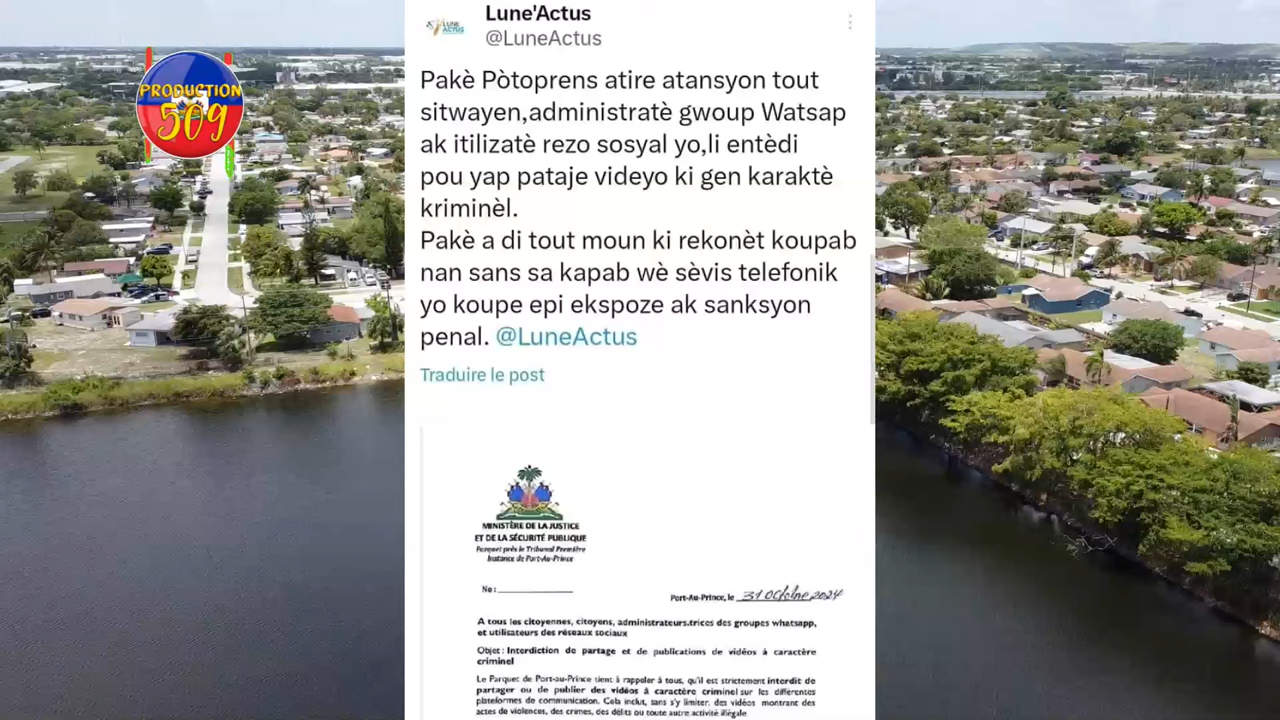 PRODUCTION
509
Lune'Actus
@LuneActus
Pakè Pòtoprens atire atansyon tout
sitwayen,administratè gwoup Watsap
ak itilizatè rezo sosyal yo,li entèdi
pou yap pataje videyo ki gen karaktè
kriminèl.
Pakè a di tout moun ki rekonèt koupab
nan sans sa kapab wè sèvis telefonik
yo koupe epi ekspoze ak sanksyon
penal. @LuneActus
Traduire le post
MINISTÈRE DE LA JUSTICE
ET DE LA SÉCURITÉ PUBLIQUE
Parquet près le Tribunal Première
Instance de Port-Au-Prince
No :
Port-Au-Prince, le 31 Octobre 2024
A tous les citoyennes, citoyens, administrateurs.trices des groupes whatsapp,
et utilisateurs des réseaux sociaux
Objet : Interdiction de partage et de publications de vidéos à caractère
criminel
Le Parquet de Port-au-Prince tient à rappeler à tous, qu'il est strictement interdit de
partager ou de publier des vidéos à caractère criminel sur les différentes
plateformes de communication. Cela inclut, sans s'y limiter, des vidéos montrant des
actes de violences, des crimes, des délits ou toute autre activité illégale